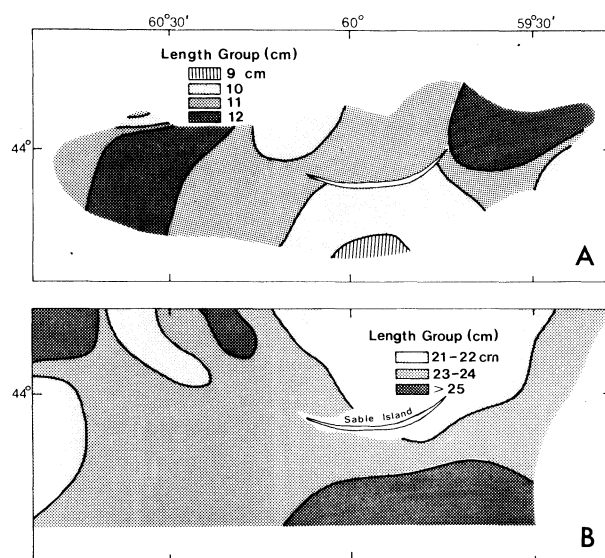 60°30' 60° 59°30'
Length Group (cm)
9 cm
10
11
12
44°
A
Length Group (cm)
21-22 cm
23-24
> 25
44°
Sable Island
B